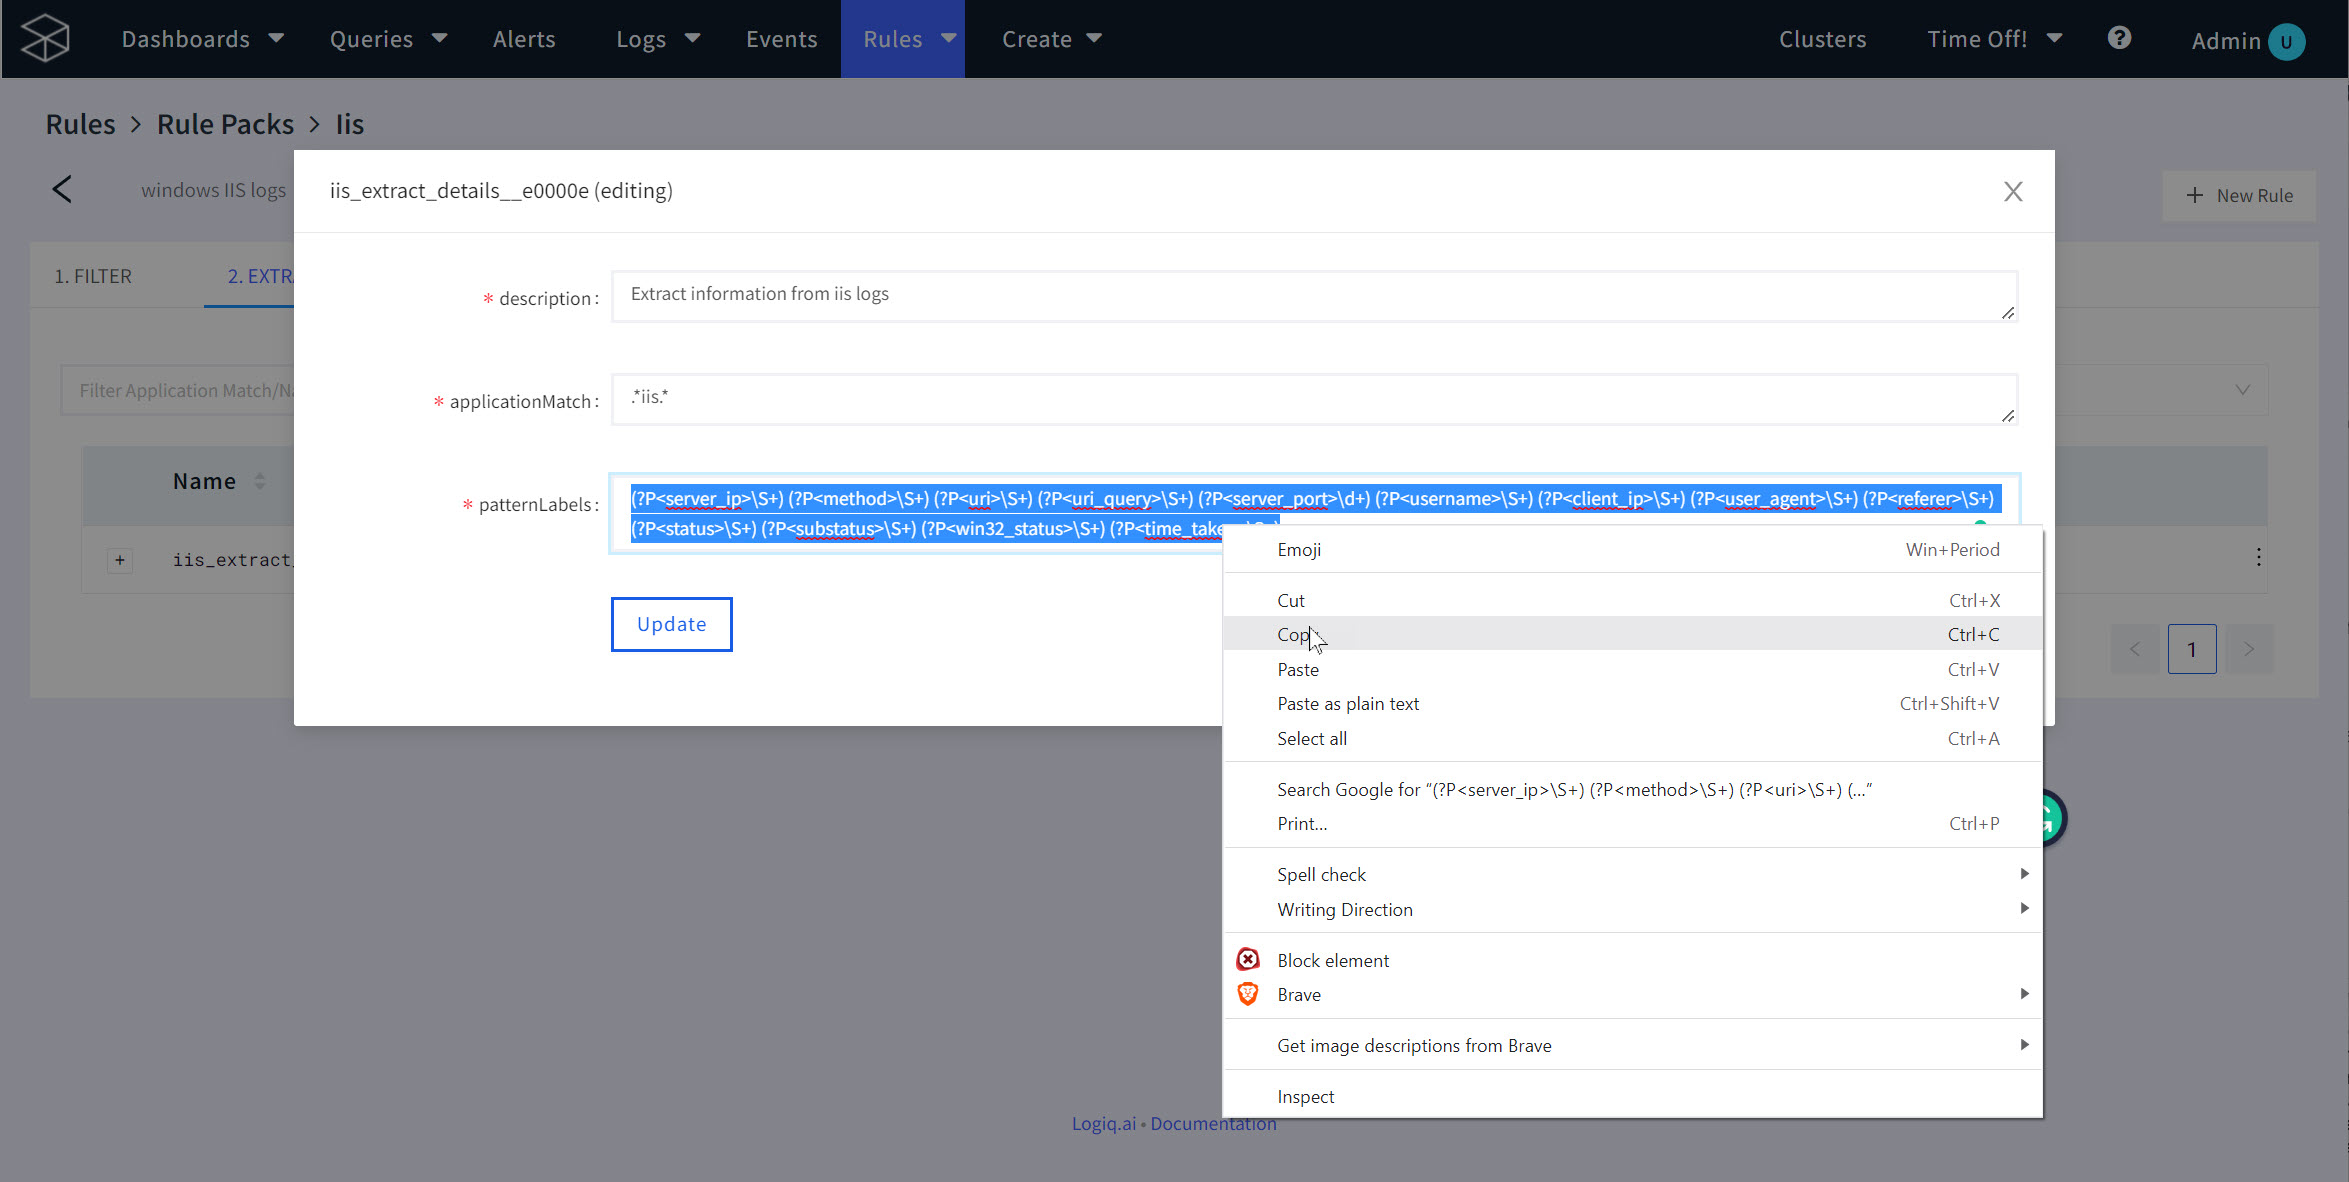 Dashboards Queries Alerts Logs Events Rules Create Clusters Time Off! ? Admin U
Rules > Rule Packs > Iis
windows IIS logs
+ New Rule
iis_extract_details__e0000e (editing)
X
1. FILTER
2. EXTR
* description :
Extract information from iis logs
Filter Application Match/N
* applicationMatch :
.*iis.*
Name
* patternLabels :
(?P<server_ip>\S+) (?P<method>\S+) (?P<uri>\S+) (?P<uri_query>\S+) (?P<server_port>\d+) (?P<username>\S+) (?P<client_ip>\S+) (?P<user_agent>\S+) (?P<referer>\S+)
(?P<status>\S+) (?P<substatus>\S+) (?P<win32_status>\S+) (?P<time_take
+ iis_extract_
Update
< 1 >
Emoji Win+Period
Cut Ctrl+X
Copy Ctrl+C
Paste Ctrl+V
Paste as plain text Ctrl+Shift+V
Select all Ctrl+A
Search Google for “(?P<server_ip>\S+) (?P<method>\S+) (?P<uri>\S+) (...”
Print... Ctrl+P
Spell check
Writing Direction
Block element
Brave
Get image descriptions from Brave
Inspect
Logiq.ai • Documentation